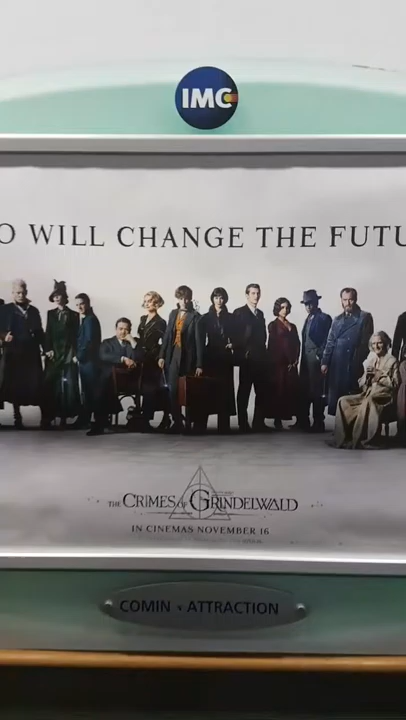 IMC
O WILL CHANGE THE FUTU
THE CRIMES OF GRINDELWALD
IN CINEMAS NOVEMBER 16
COMIN ATTRACTION